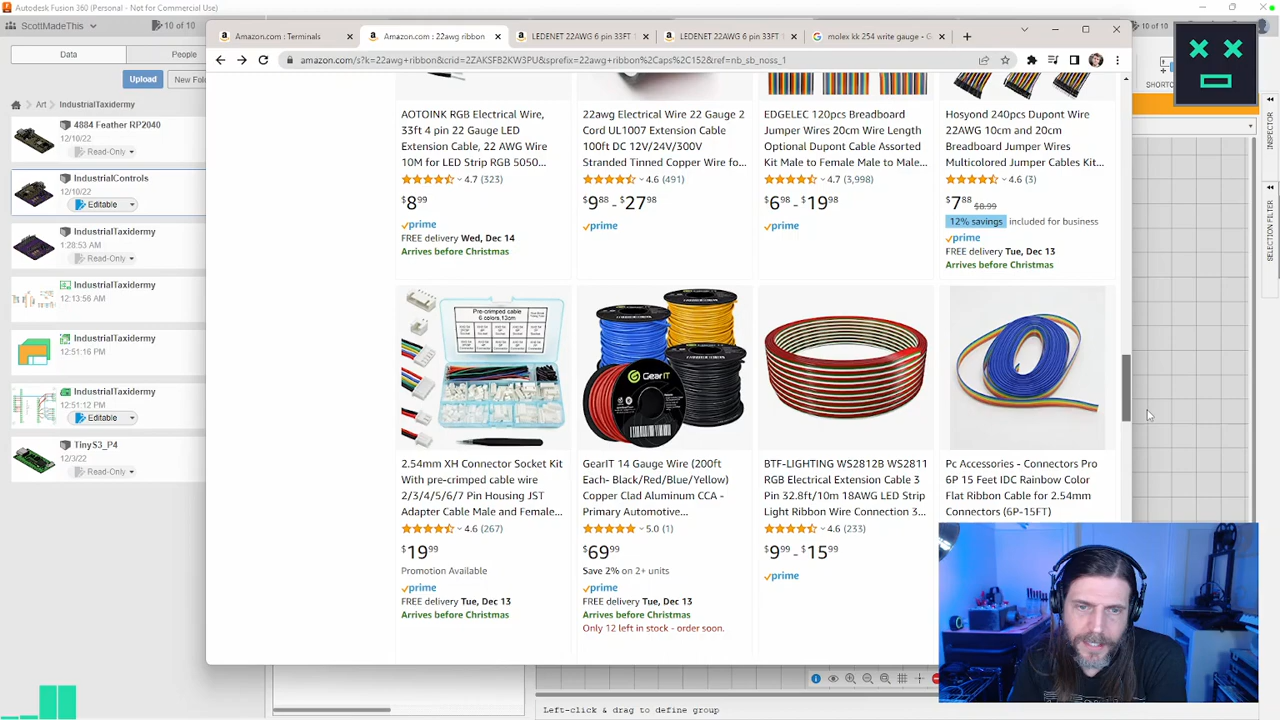 Autodesk Fusion 360 (Personal - Not for Commercial Use)
ScottMadeThis
10 of 10
10 of 10
Data
People
Upload
New Fol
Art
IndustrialTaxidermy
4884 Feather RP2040
12/10/22
Read-Only
IndustrialControls
12/10/22
Editable
IndustrialTaxidermy
1:28:53 AM
Read-Only
IndustrialTaxidermy
12:13:56 AM
IndustrialTaxidermy
12:51:16 PM
IndustrialTaxidermy
12:51:12 PM
Editable
TinyS3_P4
12/3/22
Read-Only
Amazon.com : Terminals
Amazon.com : 22awg ribb
LEDENET 22AWG 6 pin 33FT
LEDENET 22AWG 6 pin 33FT
molex kk 254 write gauge - G
amazon.com/s?k=22awg+ribbon&crid=2ZAKSK02KW3PV&sprefix=22awg+ribbon%2Caps%2C152&ref=nb_sb_noss_1
AOTOINK RGB Electrical Wire,
33ft 4 pin 22 Gauge LED
Extension Cable, 22 AWG Wire
10M for LED Strip RGB 5050...
4.7 (323)
$8.99
prime
FREE delivery Wed, Dec 14
Arrives before Christmas
22awg Electrical Wire 22 Gauge 2
Cord UL1007 Extension Cable
100ft DC 12V/24V/300V
Stranded Tinned Copper Wire fo...
4.6 (491)
$9.88 - $27.98
prime
EDGELEC 120pcs Breadboard
Jumper Wires 20cm Wire Length
Optional Dupont Cable Assorted
Kit Male to Female Male to Male...
4.7 (3,998)
$6.98 - $19.98
prime
Hosyond 240pcs Dupont Wire
22AWG 10cm and 20cm
Breadboard Jumper Wires
Multicolored Jumper Cables Kit...
4.6 (3)
$7.88 $8.99
12% savings included for business
prime
FREE delivery Tue, Dec 13
Arrives before Christmas
Pre-crimped cable
6 colors,13cm
2.54mm XH Connector Socket Kit
With pre-crimped cable wire
2/3/4/5/6/7 Pin Housing JST
Adapter Cable Male and Female...
4.6 (267)
$19.99
Promotion Available
prime
FREE delivery Tue, Dec 13
Arrives before Christmas
GearIT
GearIT 14 Gauge Wire (200ft
Each- Black/Red/Blue/Yellow)
Copper Clad Aluminum CCA -
Primary Automotive...
5.0 (1)
$69.99
Save 2% on 2+ units
prime
FREE delivery Tue, Dec 13
Arrives before Christmas
Only 12 left in stock - order soon.
BTF-LIGHTING WS2812B WS2811
RGB Electrical Extension Cable 3
Pin 32.8ft/10m 18AWG LED Strip
Light Ribbon Wire Connection 3...
4.6 (233)
$9.99 - $15.99
prime
Pc Accessories - Connectors Pro
6P 15 Feet IDC Rainbow Color
Flat Ribbon Cable for 2.54mm
Connectors (6P-15FT)
SHORTC
INSPECTOR
SELECTION FILTER
Left-click & drag to define group